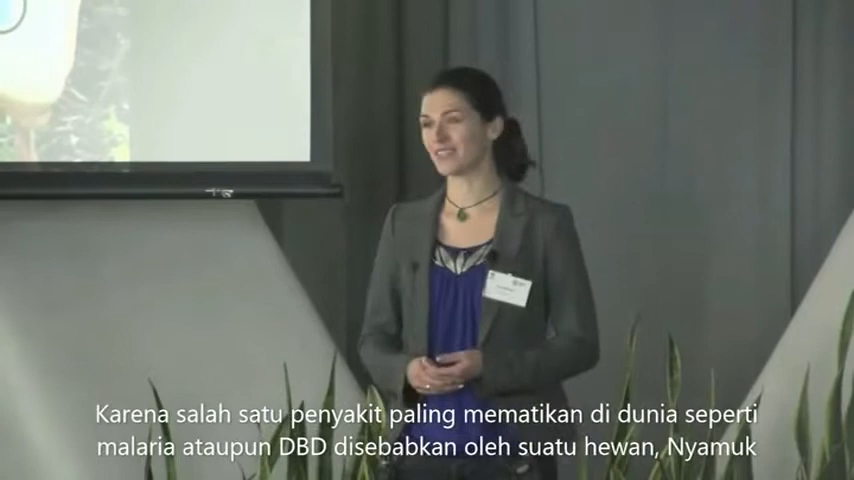 Karena salah satu penyakit paling mematikan di dunia seperti
malaria ataupun DBD disebabkan oleh suatu hewan, Nyamuk